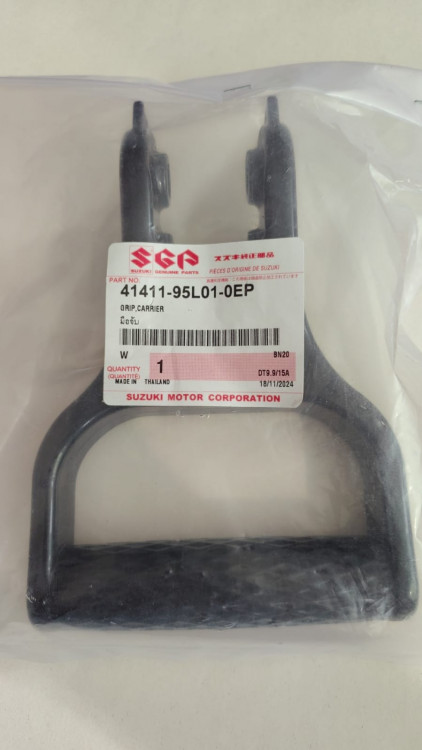 SGP
SUZUKI GENUINE PARTS
スズキ純正部品
PIÈCES D'ORIGINE DE SUZUKI
PART NO.
41411-95L01-0EP
GRIP,CARRIER
มือจับ
W
BN20
QUANTITY
(QUANTITÉ)
1
DT9.9/15A
MADE IN THAILAND
18/11/2024
SUZUKI MOTOR CORPORATION